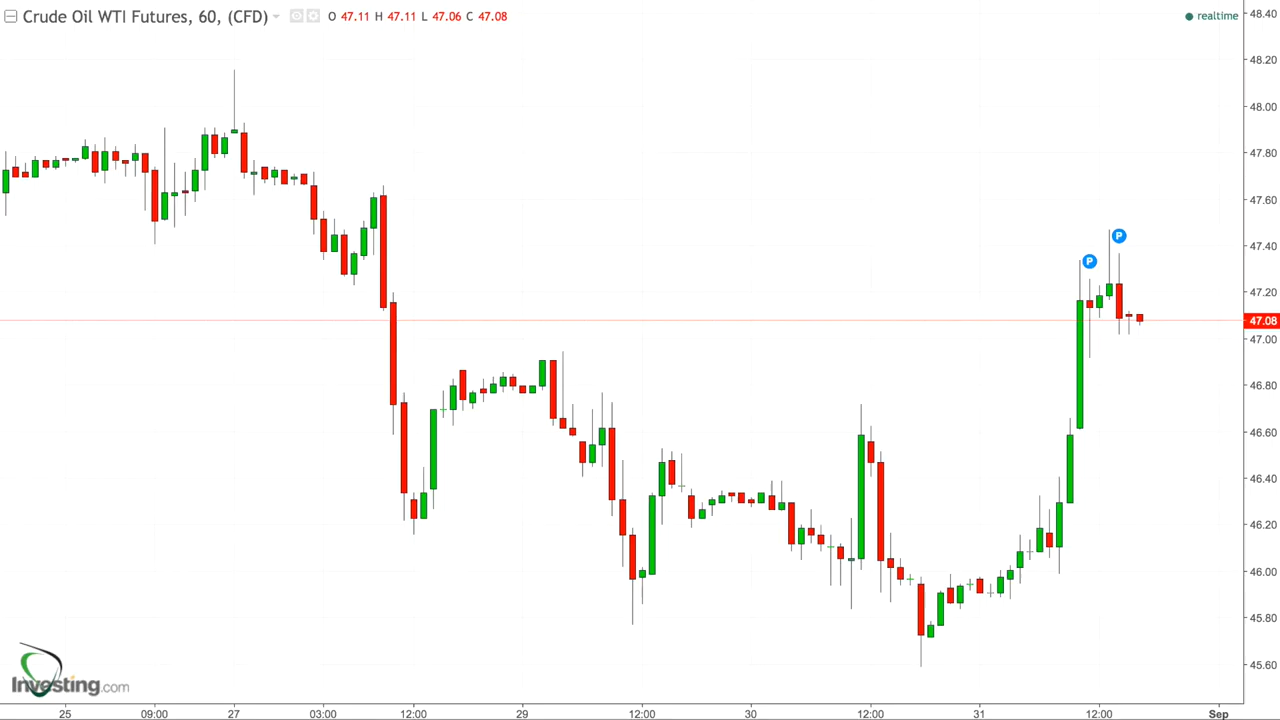 Crude Oil WTI Futures, 60, (CFD) O 47.11 H 47.11 L 47.06 C 47.08
realtime
48.40
48.20
48.00
47.80
47.60
47.40
P
P
47.20
47.08
47.00
46.80
46.60
46.40
46.20
46.00
45.80
45.60
Investing.com
25 09:00 27 03:00 12:00 29 12:00 30 12:00 31 12:00 Sep